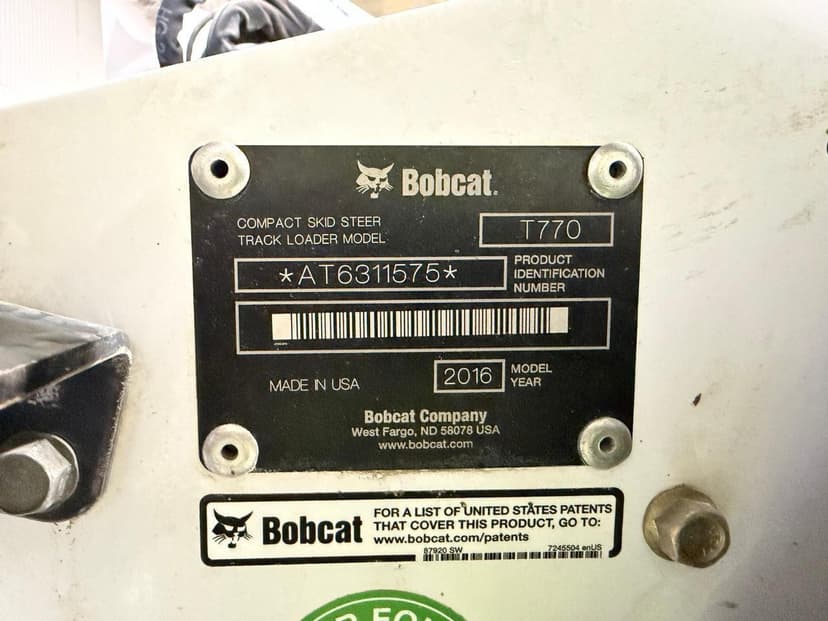 Bobcat®
COMPACT SKID STEER
TRACK LOADER MODEL
T770
*AT6311575*
PRODUCT
IDENTIFICATION
NUMBER
MADE IN USA
2016
MODEL
YEAR
Bobcat Company
West Fargo, ND 58078 USA
www.bobcat.com
Bobcat
FOR A LIST OF UNITED STATES PATENTS
THAT COVER THIS PRODUCT, GO TO:
www.bobcat.com/patents
87920 SW
7245504 enUS